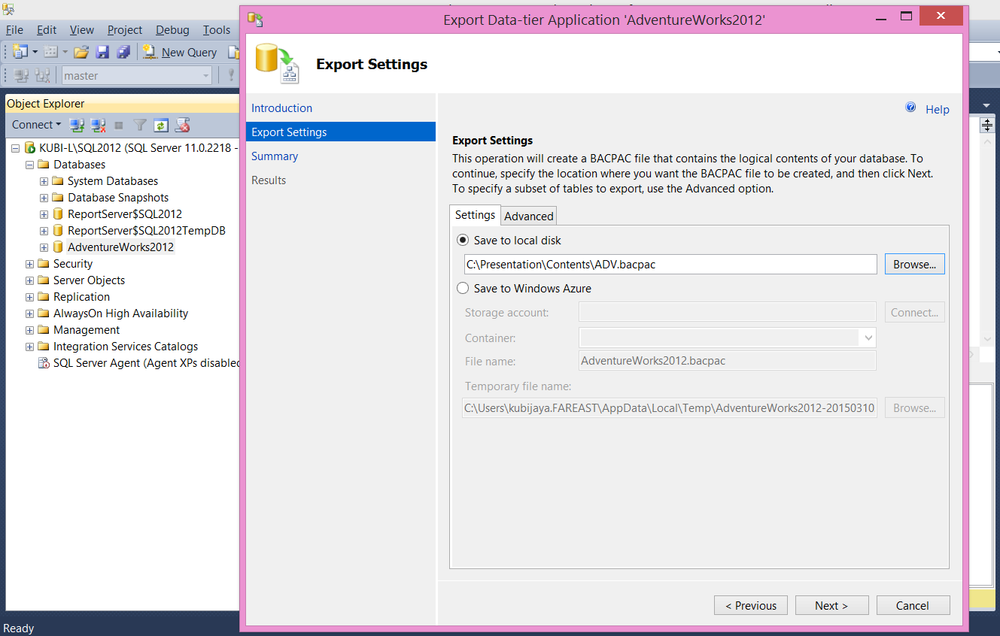 Export Data-tier Application 'AdventureWorks2012'
File Edit View Project Debug Tools
New Query
master
Object Explorer
Connect
KUBI-L\SQL2012 (SQL Server 11.0.2218 -
Databases
System Databases
Database Snapshots
ReportServer$SQL2012
ReportServer$SQL2012TempDB
AdventureWorks2012
Security
Server Objects
Replication
AlwaysOn High Availability
Management
Integration Services Catalogs
SQL Server Agent (Agent XPs disabled
Ready
Export Settings
Introduction
Export Settings
Summary
Results
Help
Export Settings
This operation will create a BACPAC file that contains the logical contents of your database. To
continue, specify the location where you want the BACPAC file to be created, and then click Next.
To specify a subset of tables to export, use the Advanced option.
Settings Advanced
Save to local disk
C:\Presentation\Contents\ADV.bacpac Browse...
Save to Windows Azure
Storage account: Connect...
Container:
File name: AdventureWorks2012.bacpac
Temporary file name:
C:\Users\kubijaya.FAREAST\AppData\Local\Temp\AdventureWorks2012-20150310 Browse...
< Previous Next > Cancel